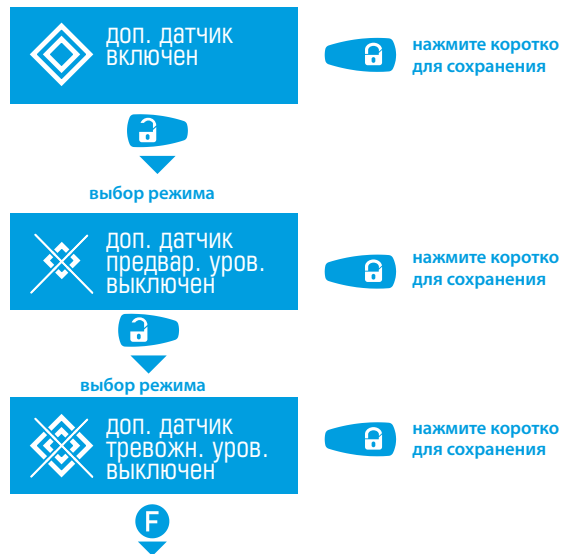 доп. датчик
включен
нажмите коротко
для сохранения
выбор режима
доп. датчик
предвар. уров.
выключен
нажмите коротко
для сохранения
выбор режима
доп. датчик
тревожн. уров.
выключен
нажмите коротко
для сохранения
F